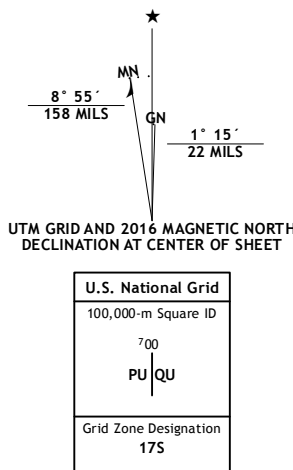 ★
MN
8° 55´
158 MILS
GN
1° 15´
22 MILS
UTM GRID AND 2016 MAGNETIC NORTH
DECLINATION AT CENTER OF SHEET
U.S. National Grid
100,000-m Square ID
⁷00
PU QU
Grid Zone Designation
17S